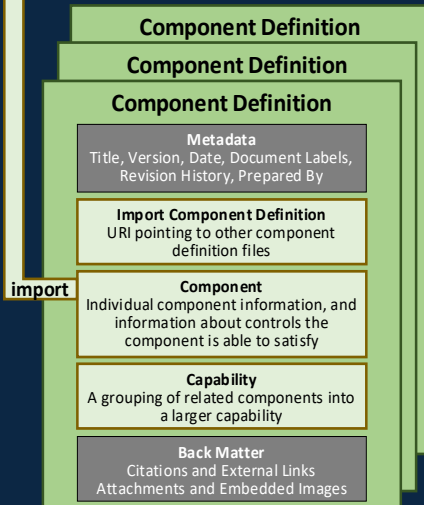 Component Definition
Component Definition
Component Definition
Metadata
Title, Version, Date, Document Labels,
Revision History, Prepared By
Import Component Definition
URI pointing to other component
definition files
import
Component
Individual component information, and
information about controls the
component is able to satisfy
Capability
A grouping of related components into
a larger capability
Back Matter
Citations and External Links
Attachments and Embedded Images